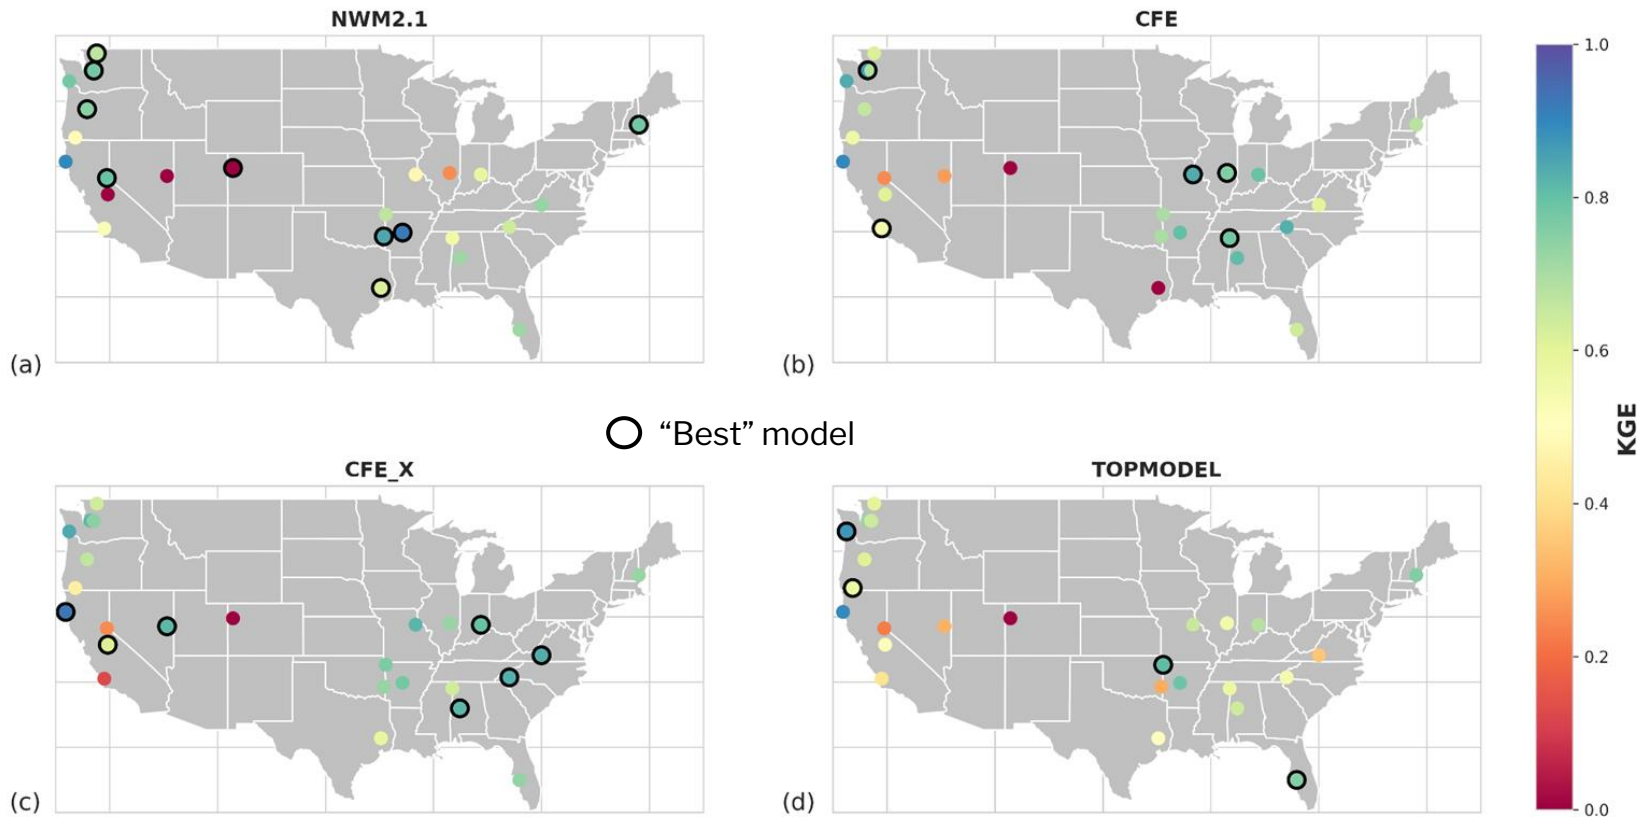 NWM2.1
CFE
(a)
(b)
“Best” model
CFE_X
TOPMODEL
(c)
(d)
1.0
0.8
0.6
0.4
0.2
0.0
KGE